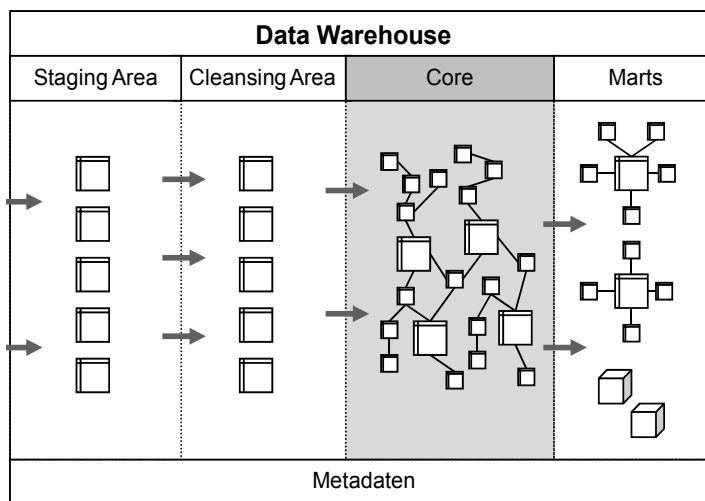 Data Warehouse
Staging Area
Cleansing Area
Core
Marts
Metadaten